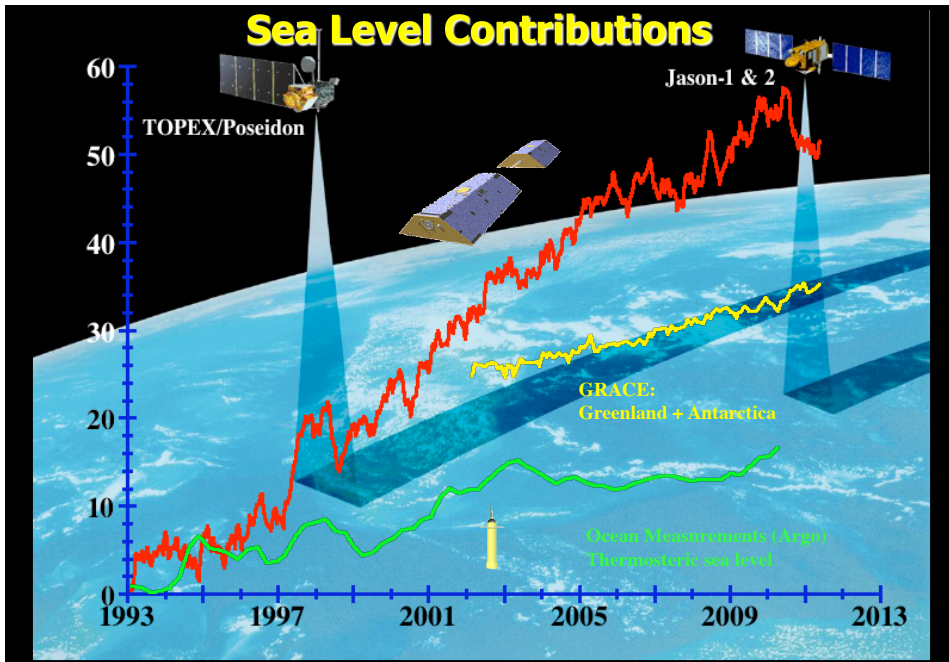 Sea Level Contributions
60
Jason-1 & 2
TOPEX/Poseidon
50
40
30
GRACE:
Greenland + Antarctica
20
10
Ocean Measurements (Argo)
Thermosteric sea level
0
1993
1997
2001
2005
2009
2013